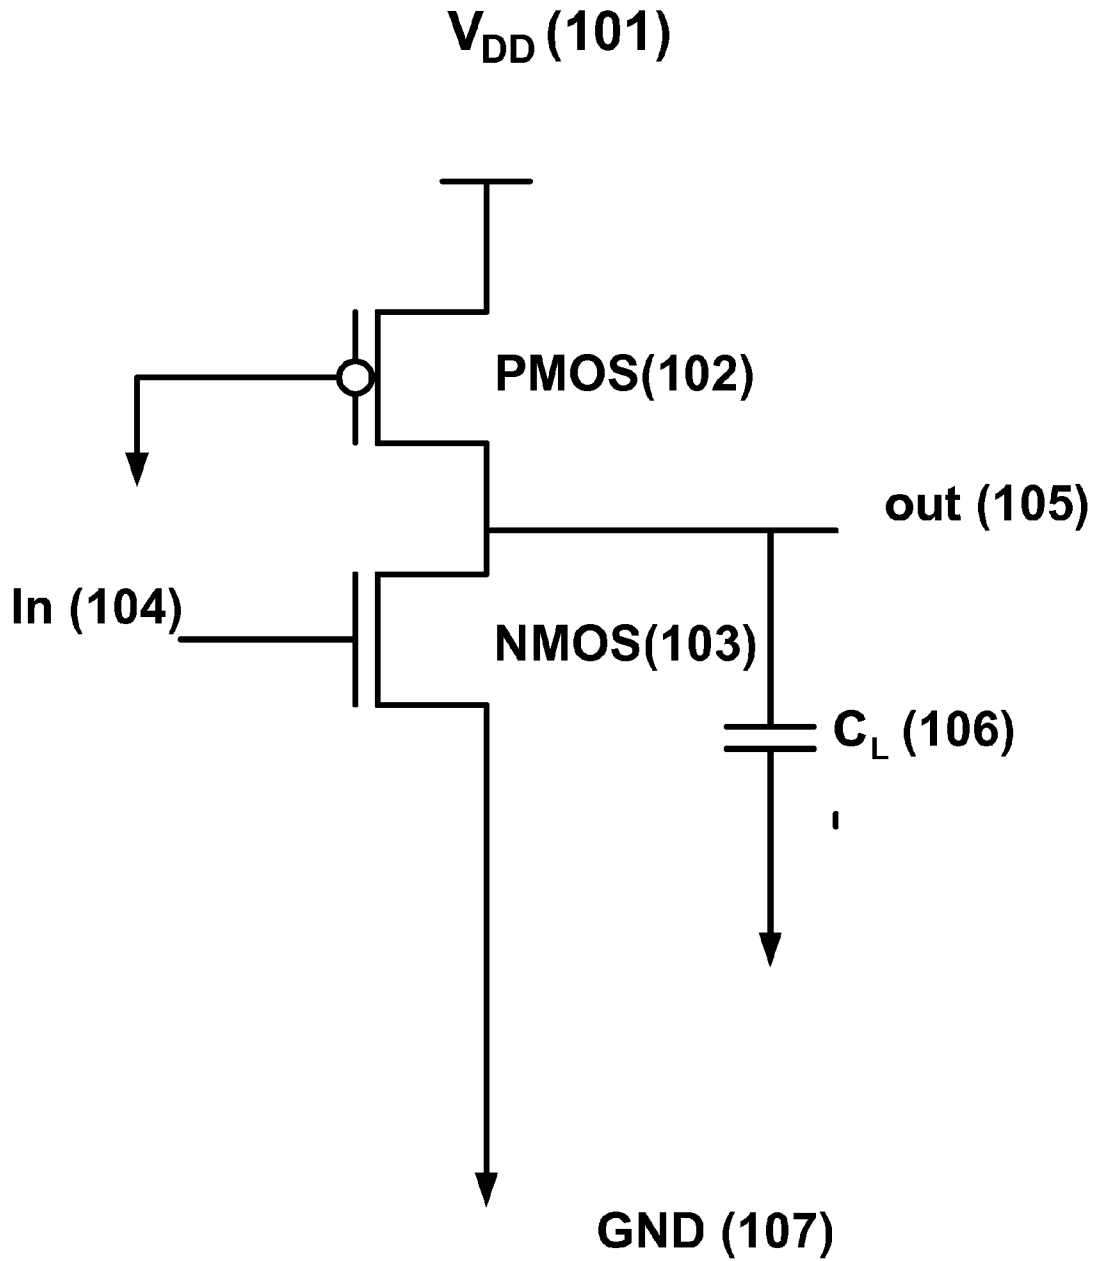 VDD (101)
PMOS(102)
out (105)
In (104)
NMOS(103)
CL (106)
GND (107)